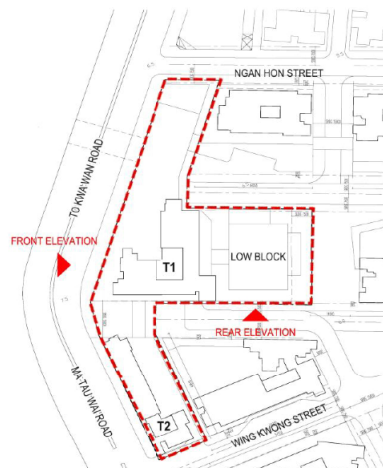 NGAN HON STREET
TO KWA WAN ROAD
FRONT ELEVATION
T1
LOW BLOCK
REAR ELEVATION
MA TAU WAI ROAD
T2
WING KWONG STREET